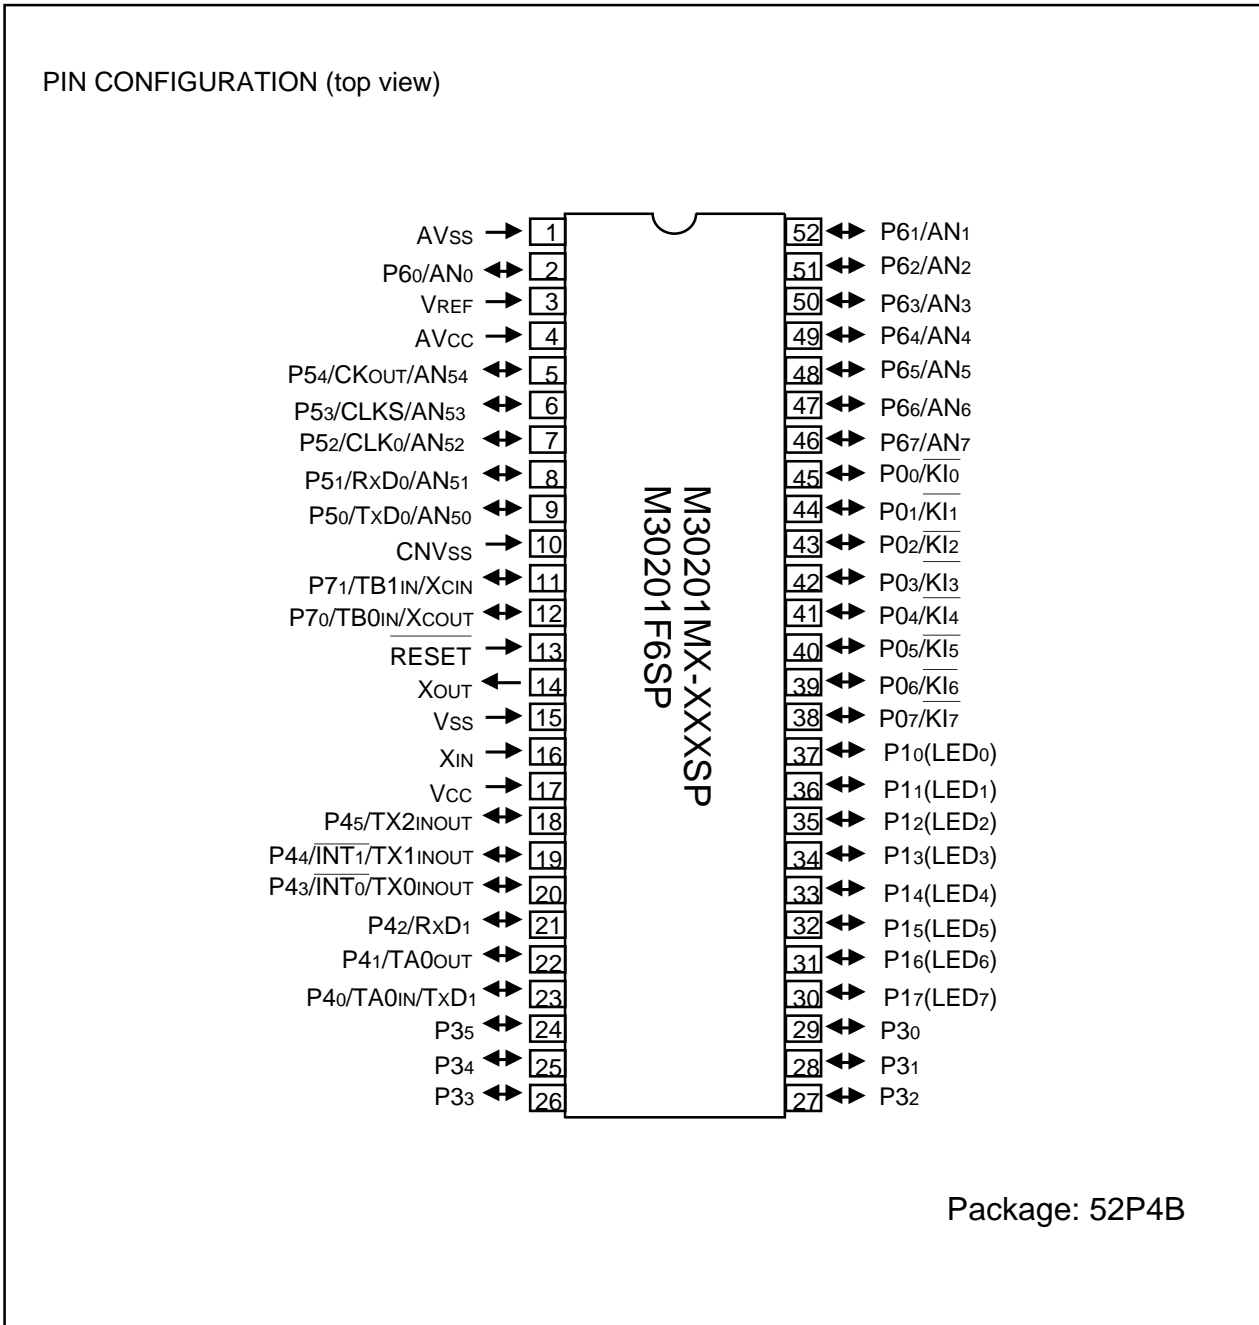 PIN CONFIGURATION (top view)
AVSS 1 52 P61/AN1
P60/AN0 2 51 P62/AN2
VREF 3 50 P63/AN3
AVCC 4 49 P64/AN4
P54/CKOUT/AN54 5 48 P65/AN5
P53/CLKS/AN53 6 47 P66/AN6
P52/CLK0/AN52 7 46 P67/AN7
P51/RXD0/AN51 8 45 P00/KI0
P50/TXD0/AN50 9 44 P01/KI1
CNVSS 10 43 P02/KI2
P71/TB1IN/XCIN 11 42 P03/KI3
P70/TB0IN/XCOUT 12 41 P04/KI4
RESET 13 40 P05/KI5
XOUT 14 39 P06/KI6
VSS 15 38 P07/KI7
XIN 16 37 P10(LED0)
VCC 17 36 P11(LED1)
P45/TX2INOUT 18 35 P12(LED2)
P44/INT1/TX1INOUT 19 34 P13(LED3)
P43/INT0/TX0INOUT 20 33 P14(LED4)
P42/RXD1 21 32 P15(LED5)
P41/TA0OUT 22 31 P16(LED6)
P40/TA0IN/TXD1 23 30 P17(LED7)
P35 24 29 P30
P34 25 28 P31
P33 26 27 P32
M30201MX-XXXSP
M30201F6SP
Package: 52P4B